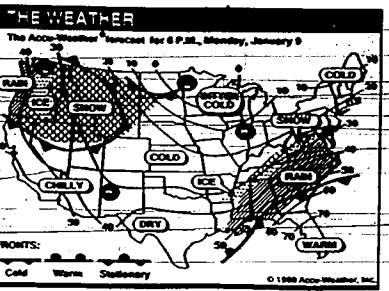 THE WEATHER
The Accu-Weather forecast for 6 P.M., Monday, January 9
COLD
RAIN
ICE
SNOW
COLD
SNOW
COLD
ICE
RAIN
CHILLY
DRY
WARM
FRONTS:
Cold Warm Stationary
© 1989 Accu-Weather, Inc.